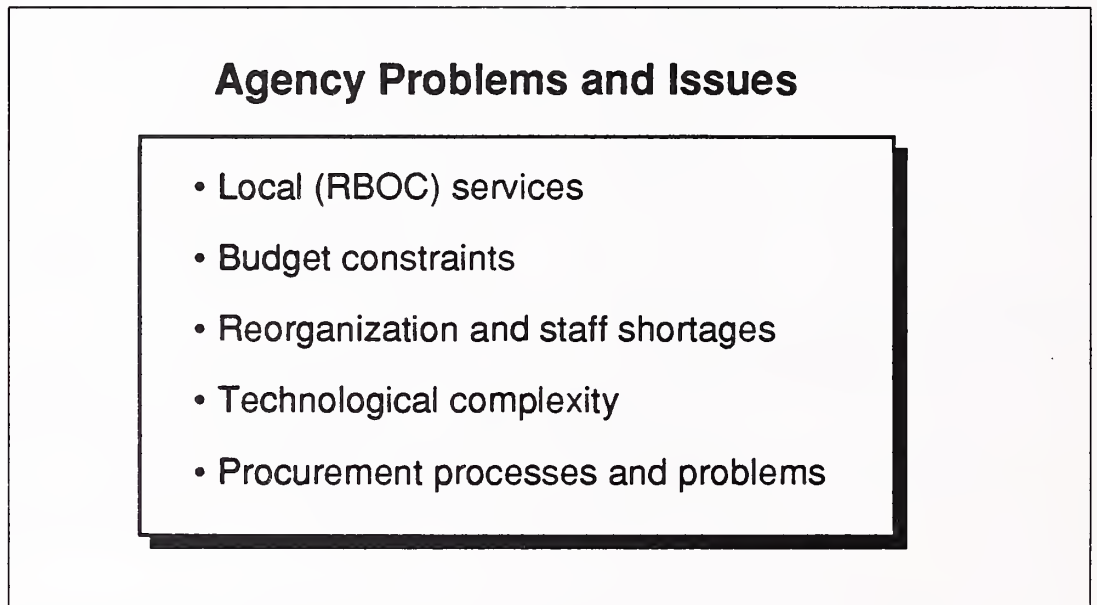 Agency Problems and Issues
• Local (RBOC) services
• Budget constraints
• Reorganization and staff shortages
• Technological complexity
• Procurement processes and problems